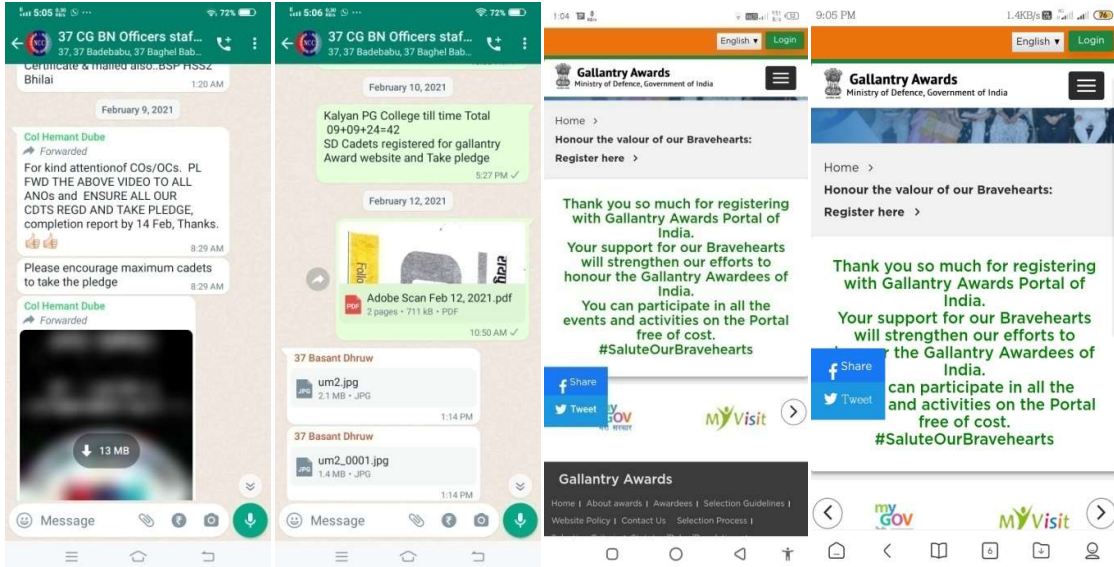 5:05
72%
37 CG BN Officers staf...
37, 37 Badebabu, 37 Baghel Bab...
Certificate & mailed also..BSP HSS2
Bhilai
1:20 AM
February 9, 2021
Col Hemant Dube
Forwarded
For kind attentionof COs/OCs. PL
FWD THE ABOVE VIDEO TO ALL
ANOs and ENSURE ALL OUR
CDTS REGD AND TAKE PLEDGE,
completion report by 14 Feb, Thanks.
8:29 AM
Please encourage maximum cadets
to take the pledge
8:29 AM
Col Hemant Dube
Forwarded
13 MB
Message
5:06
72%
37 CG BN Officers staf...
37, 37 Badebabu, 37 Baghel Bab...
February 10, 2021
Kalyan PG College till time Total
09+09+24=42
SD Cadets registered for gallantry
Award website and Take pledge
5:27 PM
February 12, 2021
Follo
PDF
Adobe Scan Feb 12, 2021.pdf
2 pages • 711 kB • PDF
10:50 AM
37 Basant Dhruw
JPG
um2.jpg
2.1 MB • JPG
1:14 PM
37 Basant Dhruw
JPG
um2_0001.jpg
1.4 MB • JPG
1:14 PM
Message
1:04
English
Login
Gallantry Awards
Ministry of Defence, Government of India
Home >
Honour the valour of our Bravehearts:
Register here >
Thank you so much for registering
with Gallantry Awards Portal of
India.
Your support for our Bravehearts
will strengthen our efforts to
honour the Gallantry Awardees of
India.
You can participate in all the
events and activities on the Portal
free of cost.
#SaluteOurBravehearts
Share
Tweet
my
GOV
मेरी सरकार
MyVisit
Gallantry Awards
Home | About awards | Awardees | Selection Guidelines |
Website Policy | Contact Us Selection Process |
9:05 PM
1.4KB/s
76
English
Login
Gallantry Awards
Ministry of Defence, Government of India
Home >
Honour the valour of our Bravehearts:
Register here >
Thank you so much for registering
with Gallantry Awards Portal of
India.
Your support for our Bravehearts
will strengthen our efforts to
r the Gallantry Awardees of
India.
can participate in all the
and activities on the Portal
free of cost.
#SaluteOurBravehearts
Share
Tweet
my
GOV
MyVisit
6